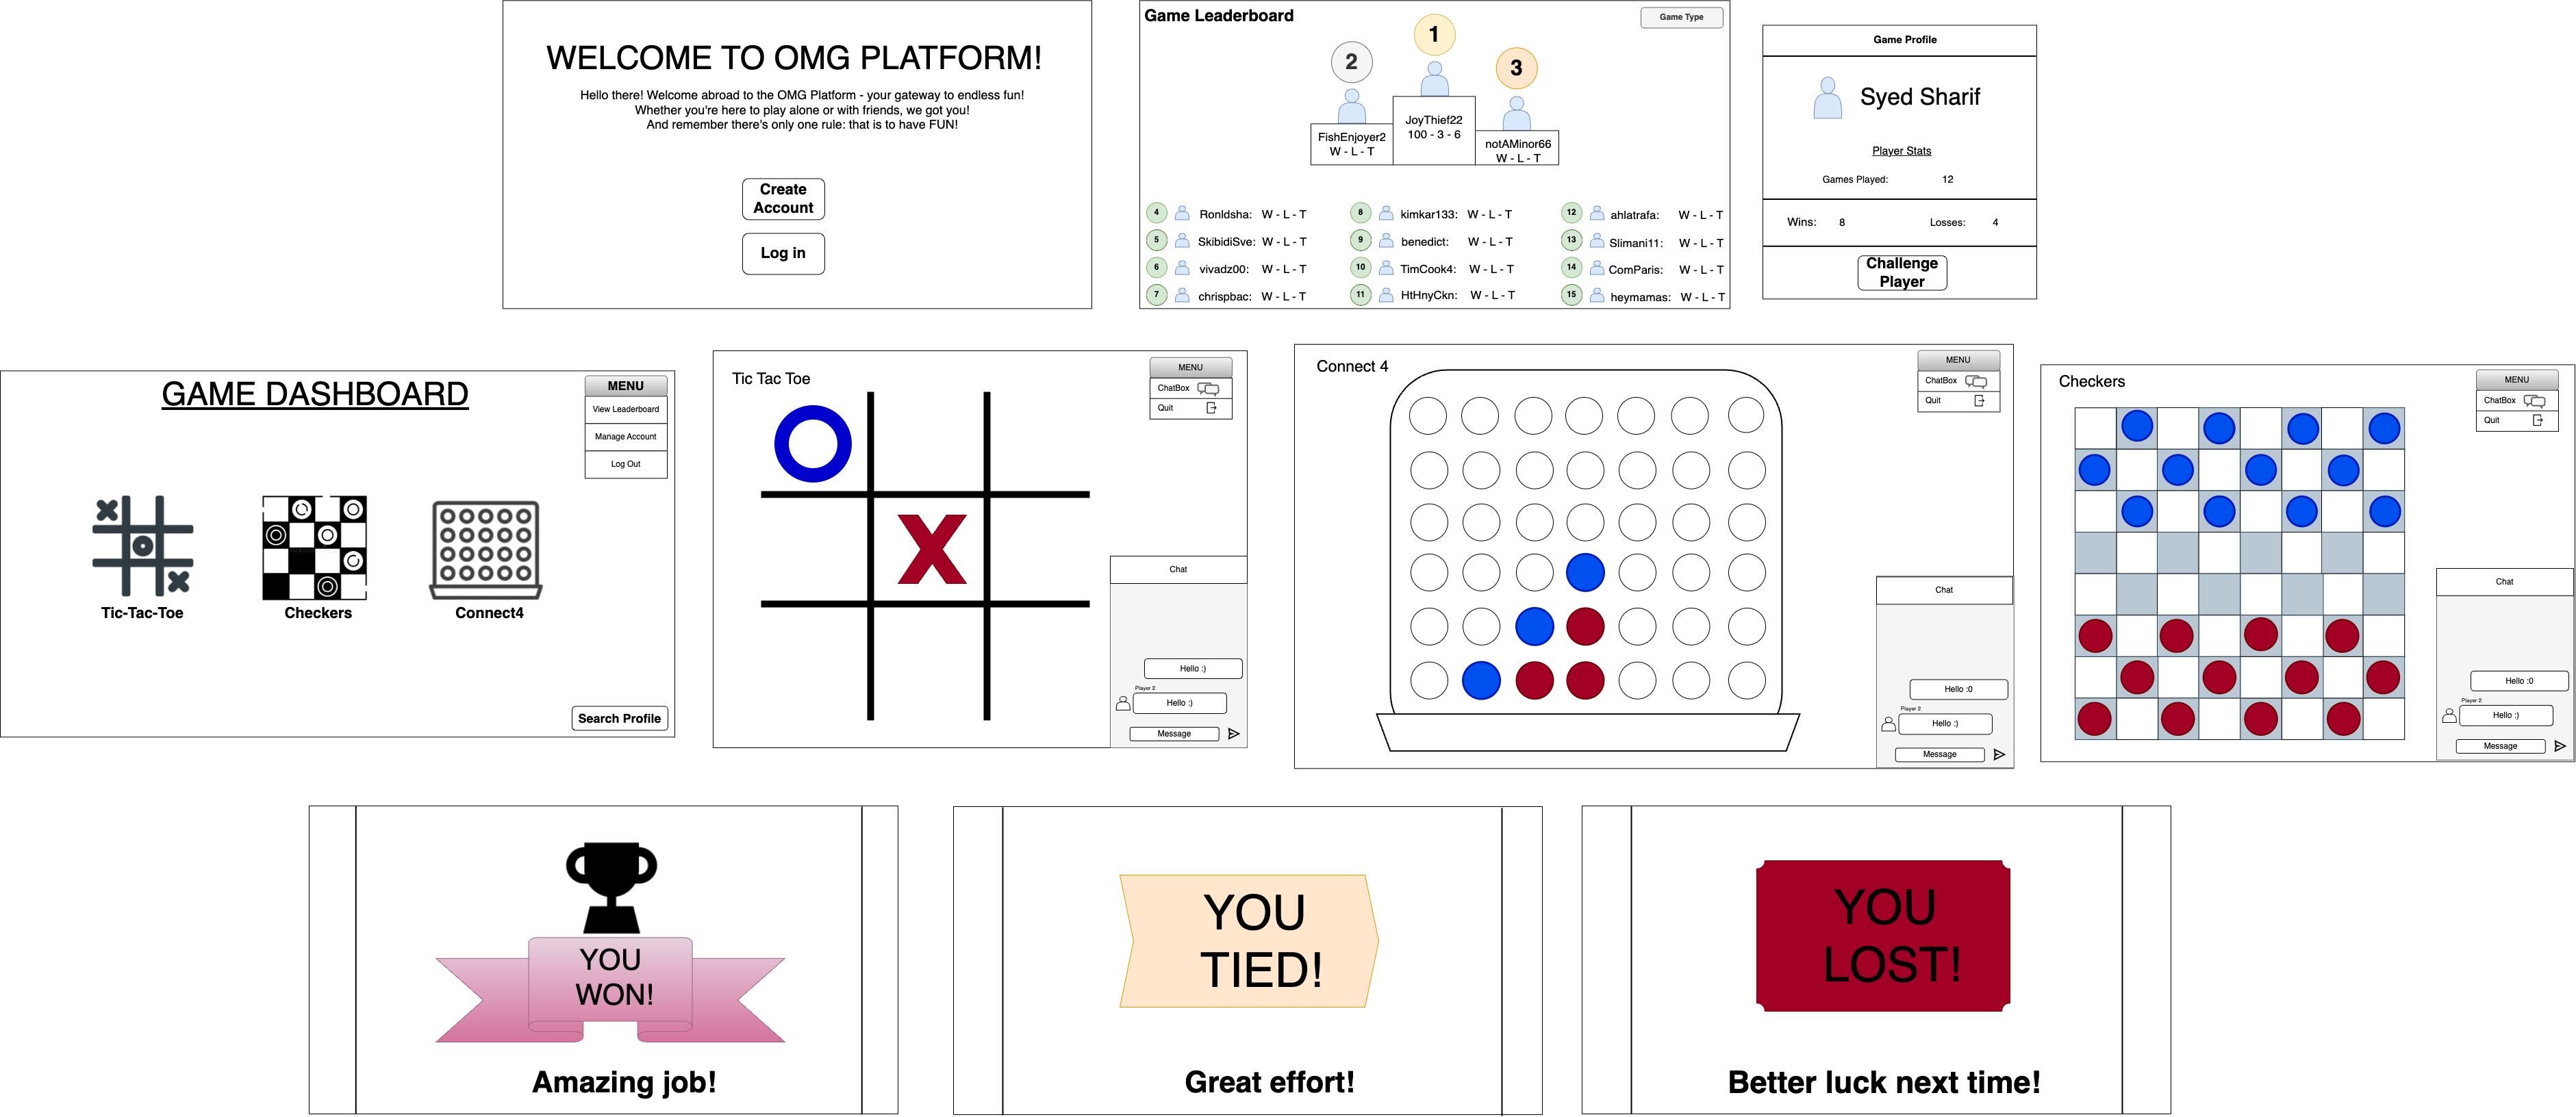 WELCOME TO OMG PLATFORM!
Hello there! Welcome abroad to the OMG Platform - your gateway to endless fun!
Whether you're here to play alone or with friends, we got you!
And remember there's only one rule: that is to have FUN!
Create
Account
Log in
Game Leaderboard
Game Type
1
2
3
JoyThief22
100 - 3 - 6
FishEnjoyer2
W - L - T
notAMinor66
W - L - T
4 Ronldsha: W - L - T
5 SkibidiSve: W - L - T
6 vivadz00: W - L - T
7 chrispbac: W - L - T
8 kimkar133: W - L - T
9 benedict: W - L - T
10 TimCook4: W - L - T
11 HtHnyCkn: W - L - T
12 ahlatrafa: W - L - T
13 Slimani11: W - L - T
14 ComParis: W - L - T
15 heymamas: W - L - T
Game Profile
Syed Sharif
Player Stats
Games Played: 12
Wins: 8 Losses: 4
Challenge
Player
GAME DASHBOARD
MENU
View Leaderboard
Manage Account
Log Out
Tic-Tac-Toe
Checkers
Connect4
Search Profile
Tic Tac Toe
MENU
ChatBox
Quit
X
Chat
Hello :)
Player 2
Hello :)
Message
Connect 4
MENU
ChatBox
Quit
Chat
Hello :0
Player 2
Hello :)
Message
Checkers
MENU
ChatBox
Quit
Chat
Hello :0
Player 2
Hello :)
Message
YOU
WON!
Amazing job!
YOU
TIED!
Great effort!
YOU
LOST!
Better luck next time!